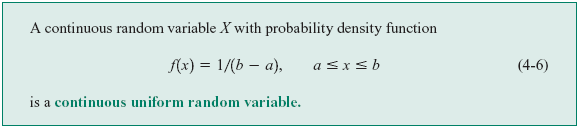 A continuous random variable X with probability density function
f(x) = 1/(b − a), a ≤ x ≤ b (4-6)
is a continuous uniform random variable.